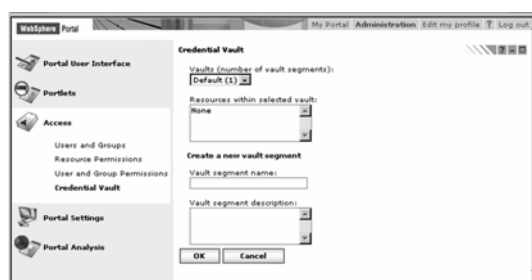 WebSphere Portal
My Portal Administration Edit my profile ? Log out
Portal User Interface
Portlets
Access
Users and Groups
Resource Permissions
User and Group Permissions
Credential Vault
Portal Settings
Portal Analysis
Credential Vault
Vaults (number of vault segments):
Default (1)
Resources within selected vault:
None
Create a new vault segment
Vault segment name:
Vault segment description:
OK Cancel